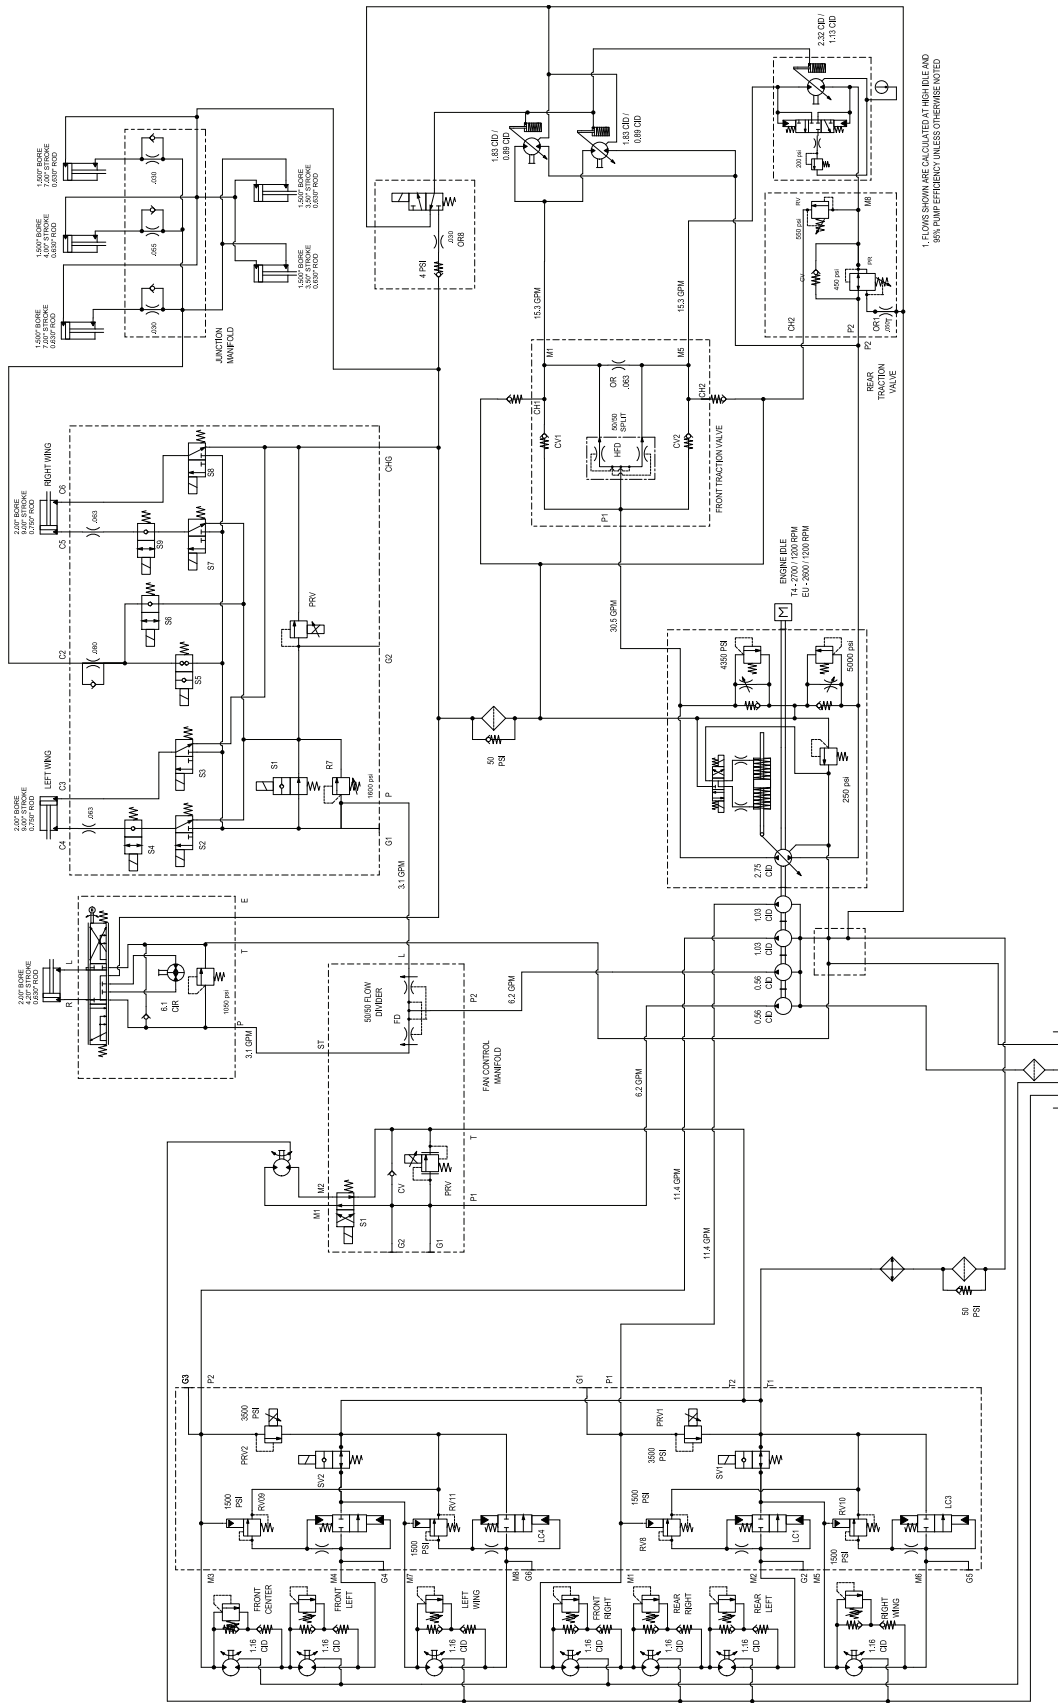 1.500" BORE
7.00" STROKE
0.630" ROD
1.500" BORE
4.00" STROKE
0.630" ROD
1.500" BORE
7.00" STROKE
0.630" ROD
.030
.055
.030
JUNCTION
MANIFOLD
1.500" BORE
3.50" STROKE
0.630" ROD
1.500" BORE
3.50" STROKE
0.630" ROD
4 PSI
.030
OR8
1.83 CID /
0.89 CID
1.83 CID /
0.89 CID
2.32 CID /
1.13 CID
200 psi
1. FLOWS SHOWN ARE CALCULATED AT HIGH IDLE AND
95% PUMP EFFICIENCY UNLESS OTHERWISE NOTED
RV
550 psi
M8
CV
450 psi
PR
CH2
P2
OR1
P2
REAR
TRACTION
VALVE
15.3 GPM
15.3 GPM
M1
M5
CH1
CH2
OR
.063
50/50
SPLIT
HFD
CV1
CV2
P1
FRONT TRACTION VALVE
30.5 GPM
RIGHT WING
2.00" BORE
9.00" STROKE
0.750" ROD
C6
C5
.063
S8
S9
S7
S6
C2
.080
S5
PRV
CHG
G2
LEFT WING
2.00" BORE
9.00" STROKE
0.750" ROD
C3
C4
.063
S3
S4
S2
S1
R7
1600 psi
P
G1
50
PSI
ENGINE IDLE
T4 - 2700 / 1200 RPM
EU - 2600 / 1200 RPM
M
4350 PSI
5000 psi
250 psi
2.75
CID
1.03
CID
1.03
CID
0.56
CID
0.56
CID
3.1 GPM
2.00" BORE
4.20" STROKE
0.630" ROD
L
R
E
T
P
6.1
CIR
1050 psi
3.1 GPM
ST
L
50/50 FLOW
DIVIDER
FD
P2
6.2 GPM
FAN CONTROL
MANIFOLD
6.2 GPM
M2
M1
S1
CV
PRV
T
P1
G2
G1
11.4 GPM
11.4 GPM
50
PSI
G3
P2
G1
P1
T2
T1
3500
PSI
PRV2
SV2
1500
PSI
RV09
RV11
1500
PSI
LC4
3500
PSI
PRV1
SV1
1500
PSI
RV8
LC1
RV10
1500
PSI
LC3
M3
M4
G4
M7
M8
G6
M1
M2
G2
M5
M6
G5
FRONT
CENTER
1.16
CID
FRONT
LEFT
1.16
CID
LEFT
WING
1.16
CID
FRONT
RIGHT
1.16
CID
REAR
RIGHT
1.16
CID
REAR
LEFT
1.16
CID
RIGHT
WING
1.16
CID